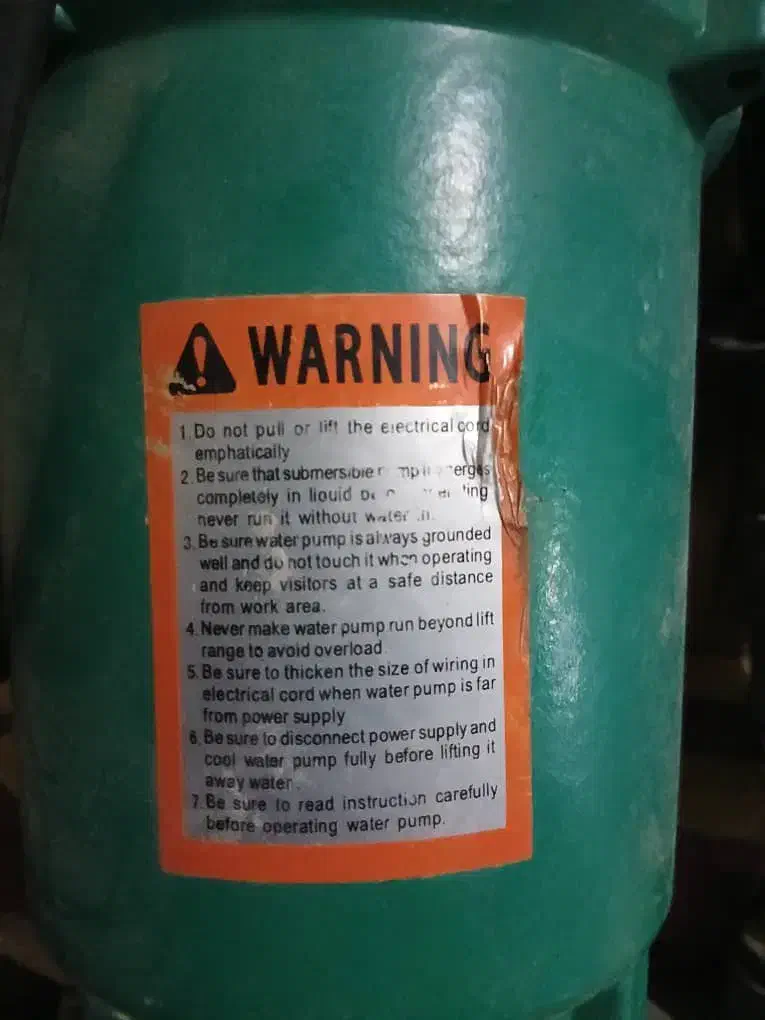 WARNING
1. Do not pull or lift the electrical cord
emphatically
2. Be sure that submersible
completely in liquid
never run it without water
3. Be sure water pump is always grounded
well and do not touch it when operating
and keep visitors at a safe distance
from work area.
4. Never make water pump run beyond lift
range to avoid overload.
5. Be sure to thicken the size of wiring in
electrical cord when water pump is far
from power supply
6. Be sure to disconnect power supply and
cool water pump fully before lifting it
away water.
7. Be sure to read instruction carefully
before operating water pump.